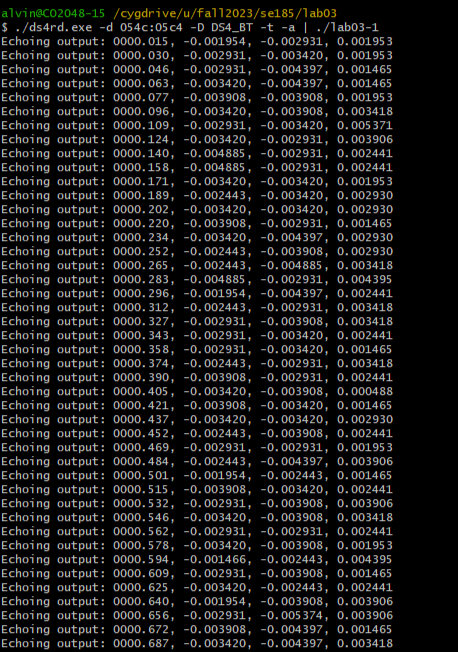 alvin@CO2048-15 /cygdrive/u/fall2023/se185/lab03
$ ./ds4rd.exe -d 054c:05c4 -D DS4_BT -t -a | ./lab03-1
Echoing output: 0000.015, -0.001954, -0.002931, 0.001953
Echoing output: 0000.030, -0.002931, -0.003420, 0.002441
Echoing output: 0000.046, -0.002931, -0.004397, 0.001465
Echoing output: 0000.063, -0.003420, -0.004397, 0.001465
Echoing output: 0000.077, -0.003908, -0.003908, 0.001953
Echoing output: 0000.096, -0.003420, -0.003908, 0.003418
Echoing output: 0000.109, -0.002931, -0.003420, 0.005371
Echoing output: 0000.124, -0.003420, -0.002931, 0.003906
Echoing output: 0000.140, -0.004885, -0.002931, 0.002441
Echoing output: 0000.158, -0.004885, -0.002931, 0.002441
Echoing output: 0000.171, -0.003420, -0.003420, 0.001953
Echoing output: 0000.189, -0.002443, -0.003420, 0.002930
Echoing output: 0000.202, -0.003420, -0.003420, 0.002930
Echoing output: 0000.220, -0.003908, -0.002931, 0.001465
Echoing output: 0000.234, -0.003420, -0.004397, 0.002930
Echoing output: 0000.252, -0.002443, -0.003908, 0.002930
Echoing output: 0000.265, -0.002443, -0.004885, 0.003418
Echoing output: 0000.283, -0.004885, -0.002931, 0.004395
Echoing output: 0000.296, -0.001954, -0.004397, 0.002441
Echoing output: 0000.312, -0.002443, -0.002931, 0.003418
Echoing output: 0000.327, -0.002931, -0.003908, 0.003418
Echoing output: 0000.343, -0.002931, -0.003420, 0.002441
Echoing output: 0000.358, -0.002931, -0.003420, 0.001465
Echoing output: 0000.374, -0.002443, -0.002931, 0.003418
Echoing output: 0000.390, -0.003908, -0.002931, 0.002441
Echoing output: 0000.405, -0.003420, -0.003908, 0.000488
Echoing output: 0000.421, -0.003908, -0.003420, 0.001465
Echoing output: 0000.437, -0.003420, -0.003420, 0.002930
Echoing output: 0000.452, -0.002443, -0.003908, 0.002441
Echoing output: 0000.469, -0.002931, -0.002931, 0.001953
Echoing output: 0000.484, -0.002443, -0.004397, 0.003906
Echoing output: 0000.501, -0.001954, -0.002443, 0.001465
Echoing output: 0000.515, -0.003908, -0.003420, 0.002441
Echoing output: 0000.532, -0.002931, -0.003908, 0.003906
Echoing output: 0000.546, -0.003420, -0.003908, 0.003418
Echoing output: 0000.562, -0.002931, -0.003908, 0.002441
Echoing output: 0000.578, -0.003420, -0.003908, 0.001953
Echoing output: 0000.594, -0.001466, -0.002443, 0.004395
Echoing output: 0000.609, -0.002931, -0.003908, 0.001465
Echoing output: 0000.625, -0.003420, -0.002443, 0.002441
Echoing output: 0000.640, -0.001954, -0.003908, 0.003906
Echoing output: 0000.656, -0.002931, -0.005374, 0.003906
Echoing output: 0000.672, -0.003908, -0.004397, 0.001465
Echoing output: 0000.687, -0.003420, -0.004397, 0.003418